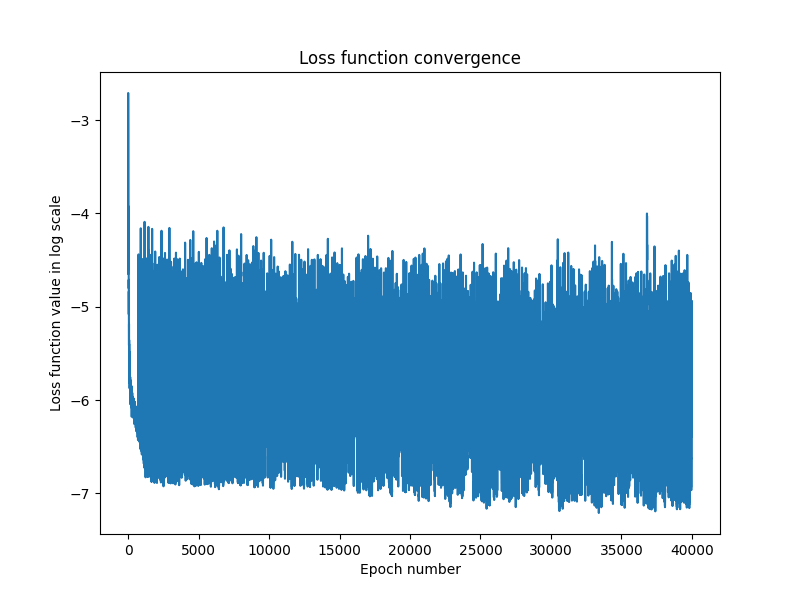 Loss function convergence
Loss function value in log scale
−3
−4
−5
−6
−7
0 5000 10000 15000 20000 25000 30000 35000 40000
Epoch number